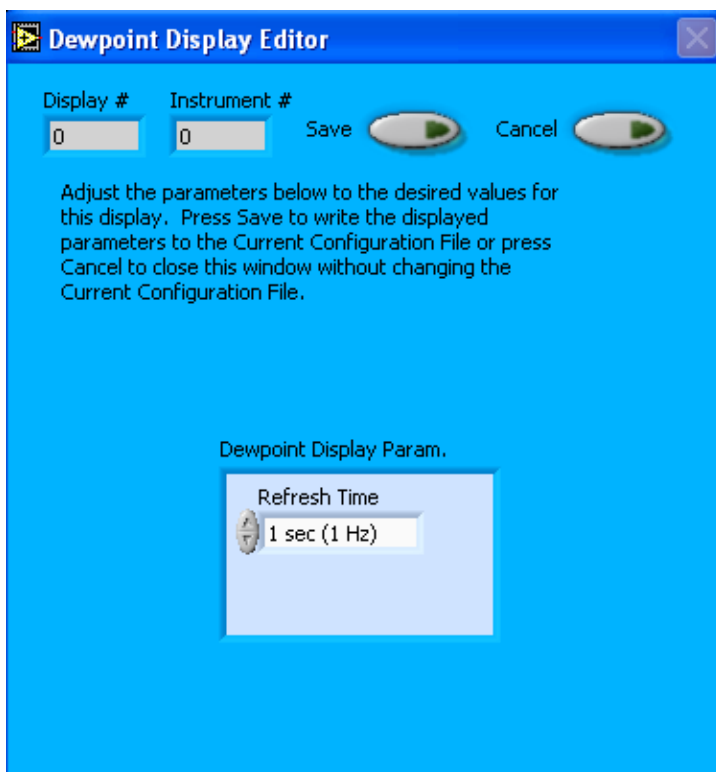 Dewpoint Display Editor
Display # Instrument #
0 0 Save Cancel
Adjust the parameters below to the desired values for
this display. Press Save to write the displayed
parameters to the Current Configuration File or press
Cancel to close this window without changing the
Current Configuration File.
Dewpoint Display Param.
Refresh Time
1 sec (1 Hz)